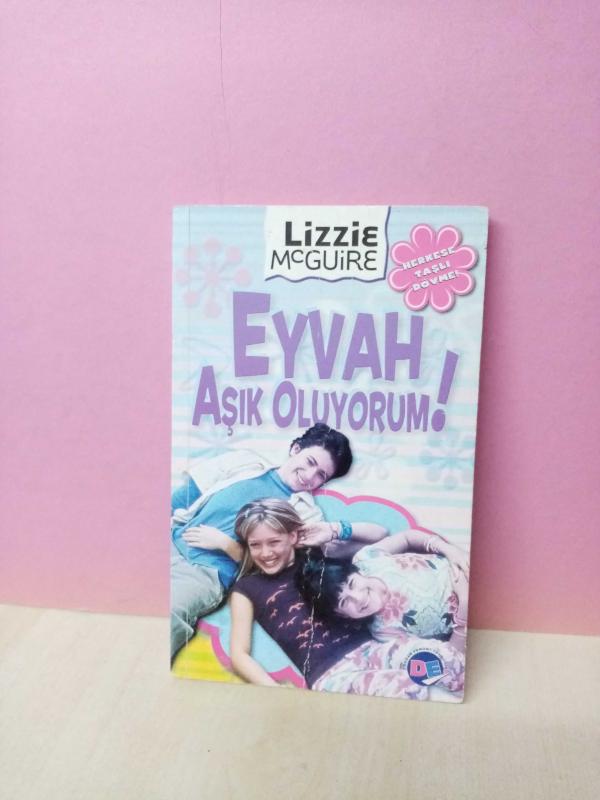 Lizzie
McGUiRE
HERKESE
TAŞLI
DÖVME!
EYVAH
AŞIK OLUYORUM!
DE